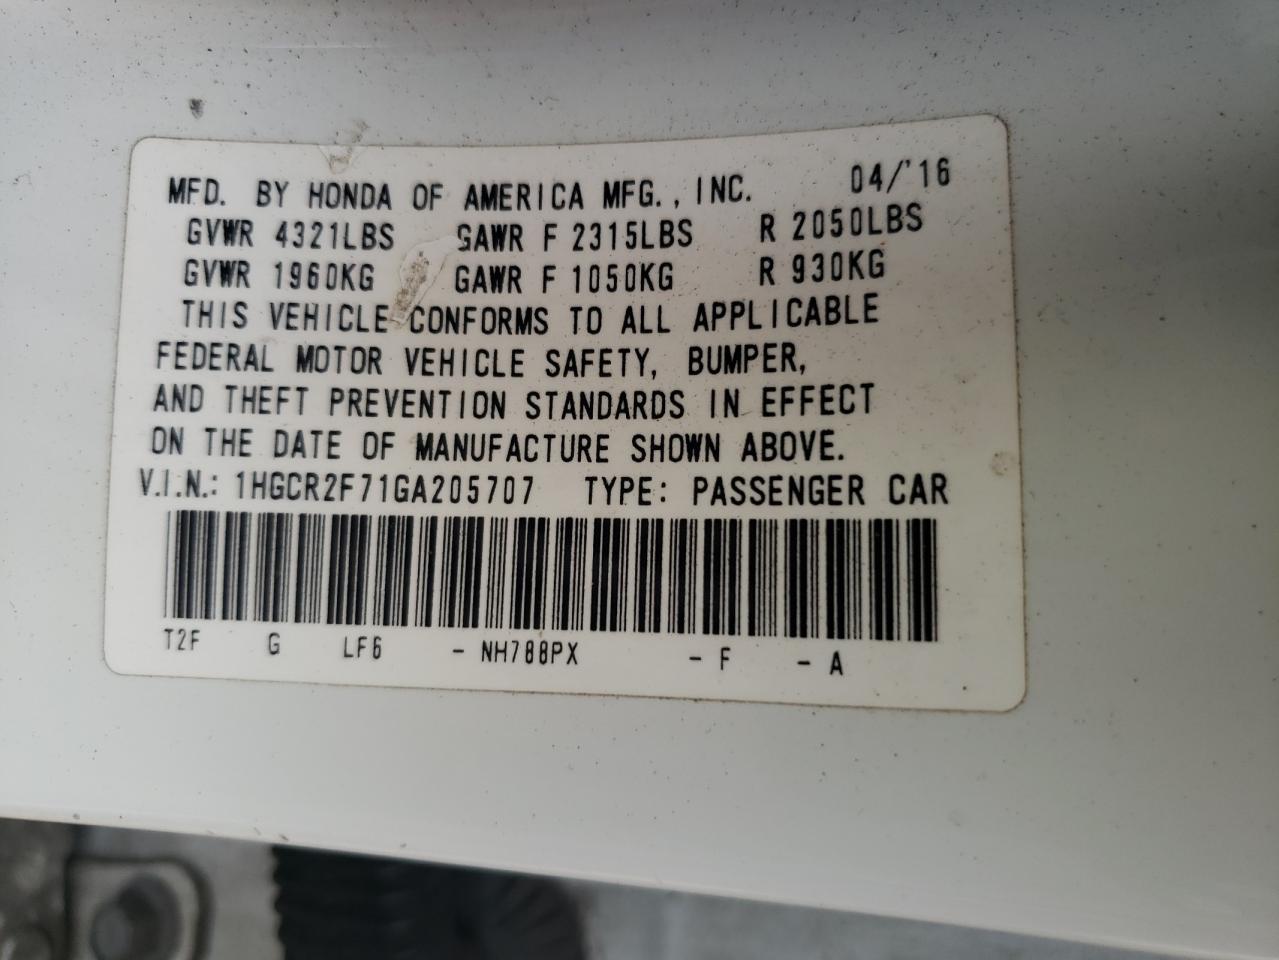 MFD. BY HONDA OF AMERICA MFG., INC. 04/'16
GVWR 4321LBS GAWR F 2315LBS R 2050LBS
GVWR 1960KG GAWR F 1050KG R 930KG
THIS VEHICLE CONFORMS TO ALL APPLICABLE
FEDERAL MOTOR VEHICLE SAFETY, BUMPER,
AND THEFT PREVENTION STANDARDS IN EFFECT
ON THE DATE OF MANUFACTURE SHOWN ABOVE.
V.I.N.: 1HGCR2F71GA205707 TYPE: PASSENGER CAR
T2F G LF6 - NH788PX - F - A